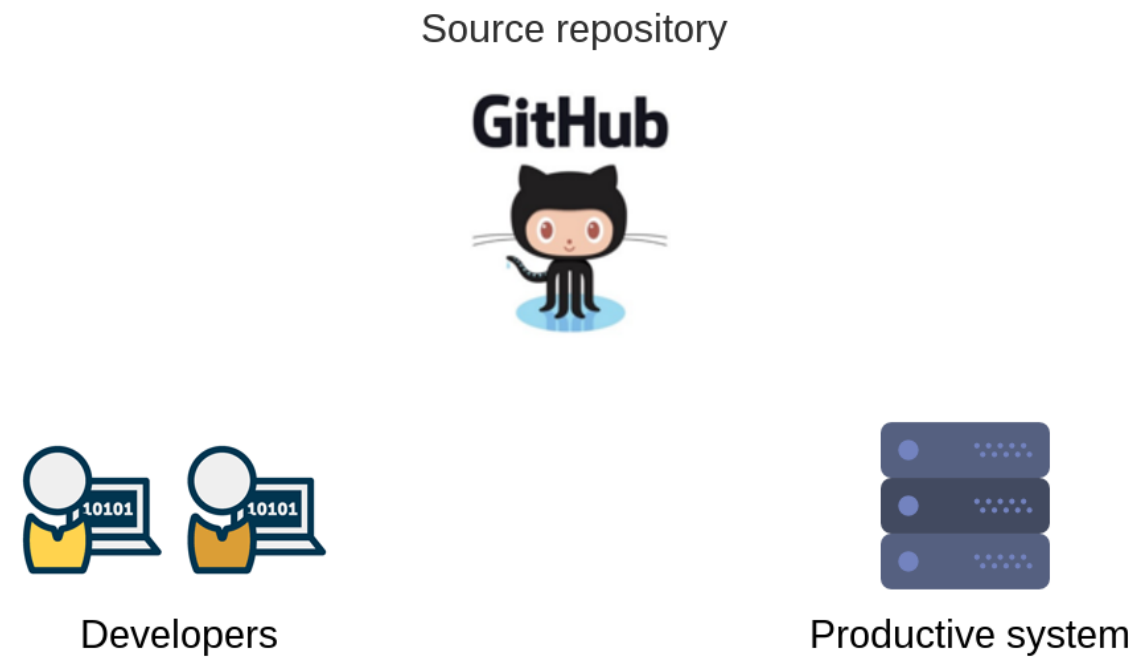 Source repository
GitHub
10101
10101
Developers
Productive system